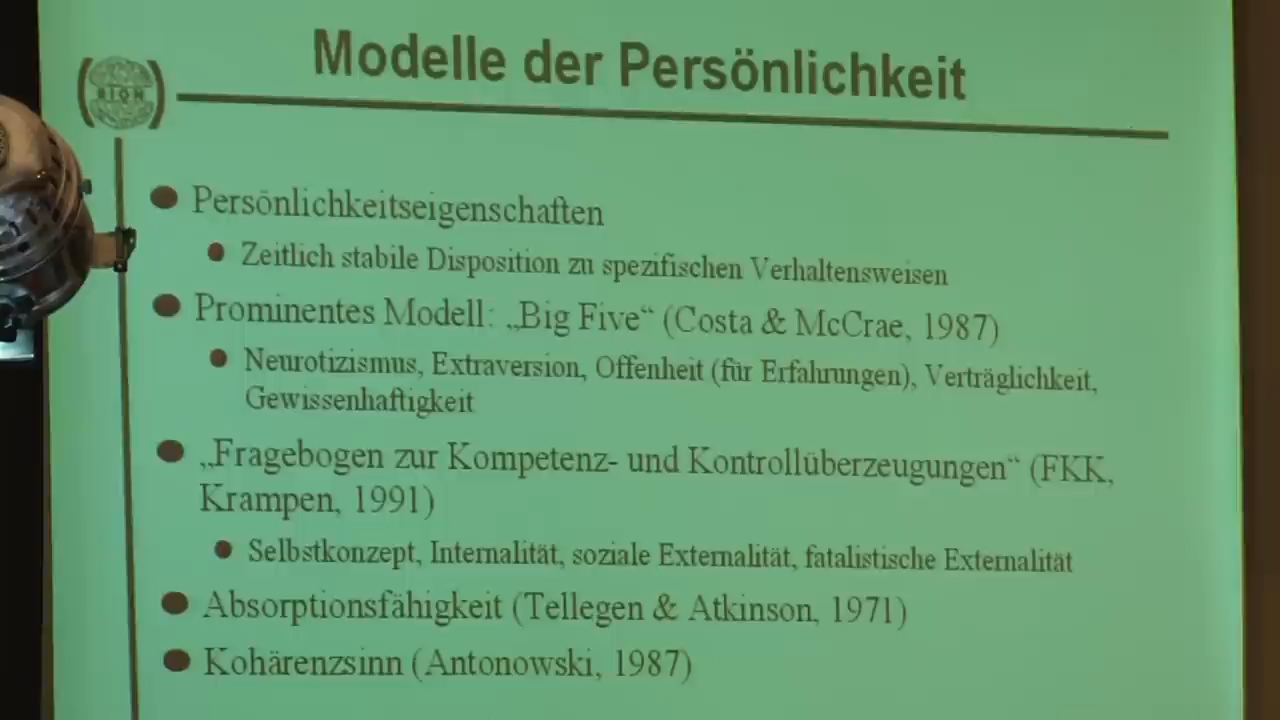 Modelle der Persönlichkeit
Persönlichkeitseigenschaften
Zeitlich stabile Disposition zu spezifischen Verhaltensweisen
Prominentes Modell: „Big Five“ (Costa & McCrae, 1987)
Neurotizismus, Extraversion, Offenheit (für Erfahrungen), Verträglichkeit,
Gewissenhaftigkeit
„Fragebogen zur Kompetenz- und Kontrollüberzeugungen“ (FKK,
Krampen, 1991)
Selbstkonzept, Internalität, soziale Externalität, fatalistische Externalität
Absorptionsfähigkeit (Tellegen & Atkinson, 1971)
Kohärenzsinn (Antonowski, 1987)